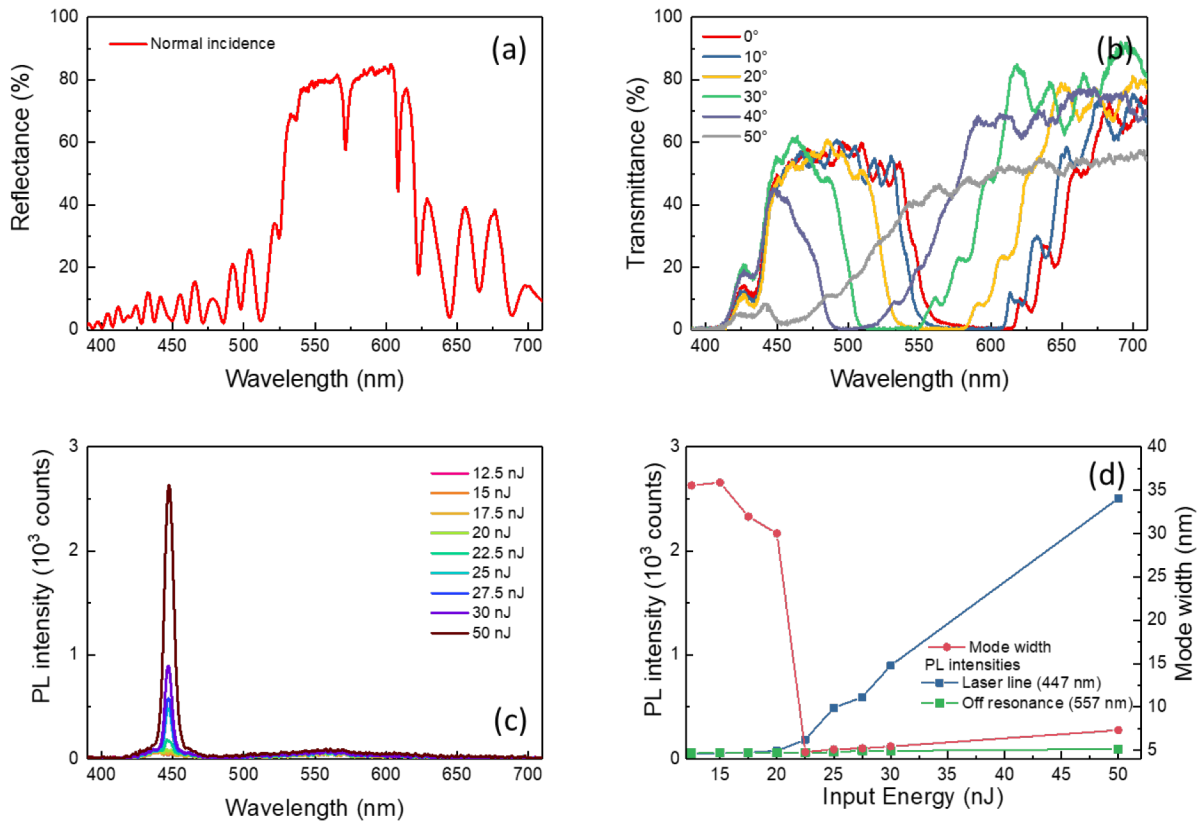 (a)
Normal incidence
Reflectance (%)
100
80
60
40
20
0
390 400 450 500 550 600 650 700
Wavelength (nm)
(b)
0°
10°
20°
30°
40°
50°
Transmittance (%)
100
80
60
40
20
0
390 400 450 500 550 600 650 700
Wavelength (nm)
(c)
12.5 nJ
15 nJ
17.5 nJ
20 nJ
22.5 nJ
25 nJ
27.5 nJ
30 nJ
50 nJ
PL intensity (10³ counts)
3
2
1
0
390 400 450 500 550 600 650 700
Wavelength (nm)
(d)
PL intensity (10³ counts)
3
2
1
0
40
35
30
25
20
15
10
5
Mode width (nm)
Mode width
PL intensities
Laser line (447 nm)
Off resonance (557 nm)
15 20 25 30 35 40 45 50
Input Energy (nJ)